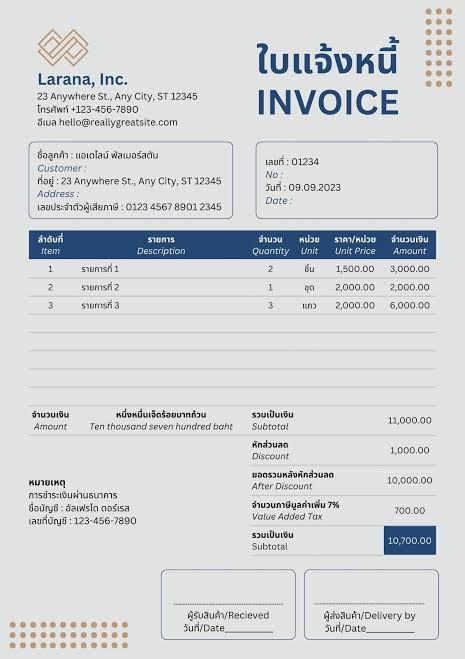 Larana, Inc.
23 Anywhere St., Any City, ST 12345
โทรศัพท์ +123-456-7890
อีเมล hello@reallygreatsite.com
ใบแจ้งหนี้
INVOICE
ชื่อลูกค้า : แอเดไลน์ พัลเมอร์สตัน
Customer :
ที่อยู่ : 23 Anywhere St., Any City, ST 12345
Address :
เลขประจำตัวผู้เสียภาษี : 0123 4567 8901 2345
เลขที่ : 01234
No :
วันที่ : 09.09.2023
Date :
ลำดับที่ รายการ จำนวน หน่วย ราคา/หน่วย จำนวนเงิน
Item Description Quantity Unit Unit Price Amount
1 รายการที่ 1 2 ชิ้น 1,500.00 3,000.00
2 รายการที่ 2 1 ชุด 2,000.00 2,000.00
3 รายการที่ 3 3 แถว 2,000.00 6,000.00
จำนวนเงิน หนึ่งหมื่นเจ็ดร้อยบาทถ้วน
Amount Ten thousand seven hundred baht
รวมเป็นเงิน
Subtotal
11,000.00
หักส่วนลด
Discount
1,000.00
ยอดรวมหลังหักส่วนลด
After Discount
10,000.00
จำนวนภาษีมูลค่าเพิ่ม 7%
Value Added Tax
700.00
รวมเป็นเงิน
Subtotal
10,700.00
หมายเหตุ
การชำระเงินผ่านธนาคาร
ชื่อบัญชี : อัลเฟรโด ตอร์เรส
เลขที่บัญชี : 123-456-7890
ผู้รับสินค้า/Recieved
วันที่/Date__________
ผู้ส่งสินค้า/Delivery by
วันที่/Date__________